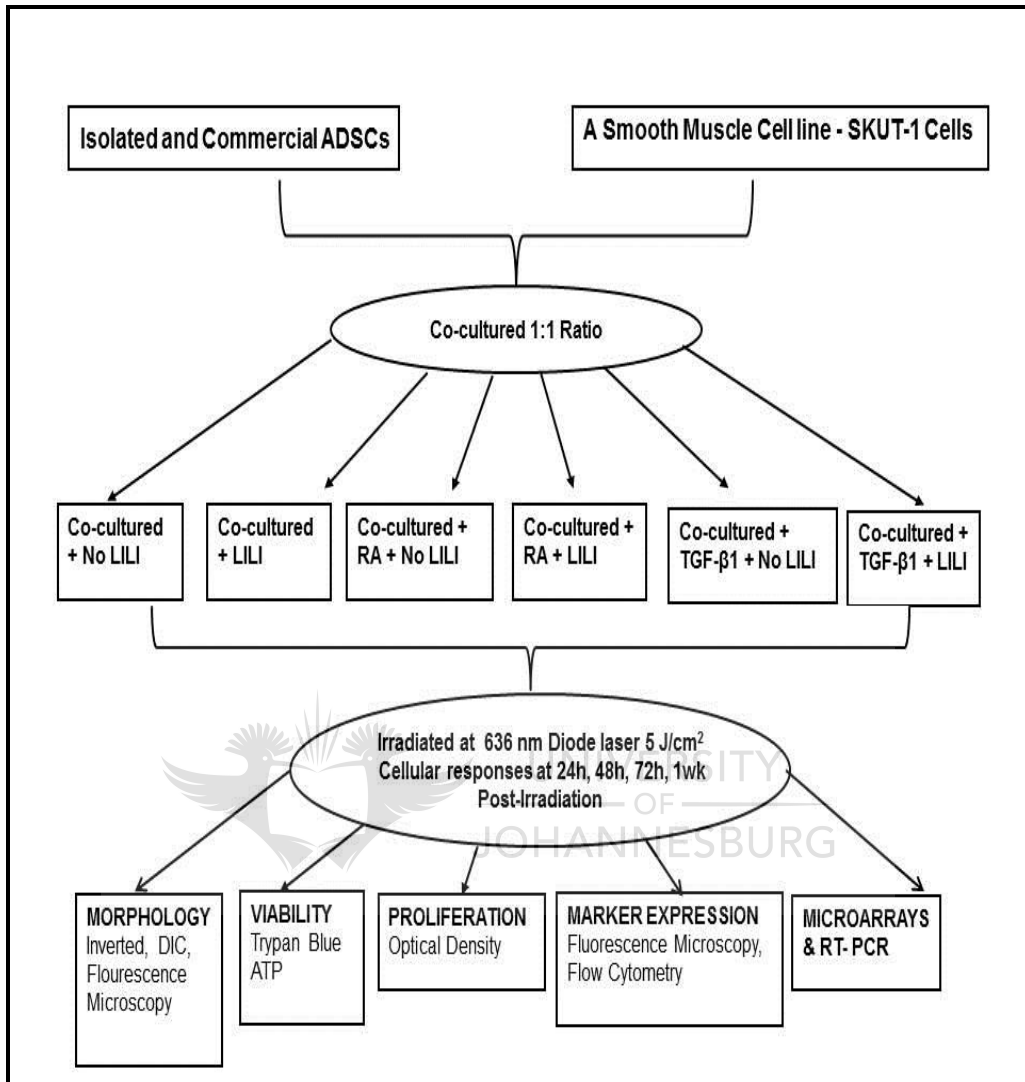 Isolated and Commercial ADSCs
A Smooth Muscle Cell line - SKUT-1 Cells
Co-cultured 1:1 Ratio
Co-cultured
+ No LILI
Co-cultured
+ LILI
Co-cultured +
RA + No LILI
Co-cultured +
RA + LILI
Co-cultured +
TGF-β1 + No LILI
Co-cultured +
TGF-β1 + LILI
Irradiated at 636 nm Diode laser 5 J/cm²
Cellular responses at 24h, 48h, 72h, 1wk
Post-Irradiation
UNIVERSITY
OF
JOHANNESBURG
MORPHOLOGY
Inverted, DIC,
Flourescence
Microscopy
VIABILITY
Trypan Blue
ATP
PROLIFERATION
Optical Density
MARKER EXPRESSION
Fluorescence Microscopy,
Flow Cytometry
MICROARRAYS
& RT- PCR